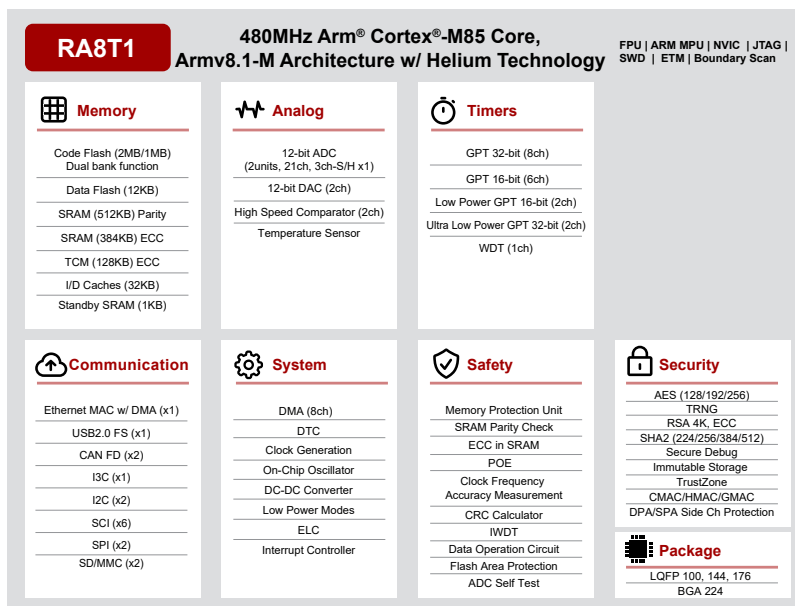 RA8T1
480MHz Arm® Cortex®-M85 Core,
Armv8.1-M Architecture w/ Helium Technology
FPU | ARM MPU | NVIC | JTAG |
SWD | ETM | Boundary Scan
Memory
Code Flash (2MB/1MB)
Dual bank function
Data Flash (12KB)
SRAM (512KB) Parity
SRAM (384KB) ECC
TCM (128KB) ECC
I/D Caches (32KB)
Standby SRAM (1KB)
Analog
12-bit ADC
(2units, 21ch, 3ch-S/H x1)
12-bit DAC (2ch)
High Speed Comparator (2ch)
Temperature Sensor
Timers
GPT 32-bit (8ch)
GPT 16-bit (6ch)
Low Power GPT 16-bit (2ch)
Ultra Low Power GPT 32-bit (2ch)
WDT (1ch)
Communication
Ethernet MAC w/ DMA (x1)
USB2.0 FS (x1)
CAN FD (x2)
I3C (x1)
I2C (x2)
SCI (x6)
SPI (x2)
SD/MMC (x2)
System
DMA (8ch)
DTC
Clock Generation
On-Chip Oscillator
DC-DC Converter
Low Power Modes
ELC
Interrupt Controller
Safety
Memory Protection Unit
SRAM Parity Check
ECC in SRAM
POE
Clock Frequency
Accuracy Measurement
CRC Calculator
IWDT
Data Operation Circuit
Flash Area Protection
ADC Self Test
Security
AES (128/192/256)
TRNG
RSA 4K, ECC
SHA2 (224/256/384/512)
Secure Debug
Immutable Storage
TrustZone
CMAC/HMAC/GMAC
DPA/SPA Side Ch Protection
Package
LQFP 100, 144, 176
BGA 224